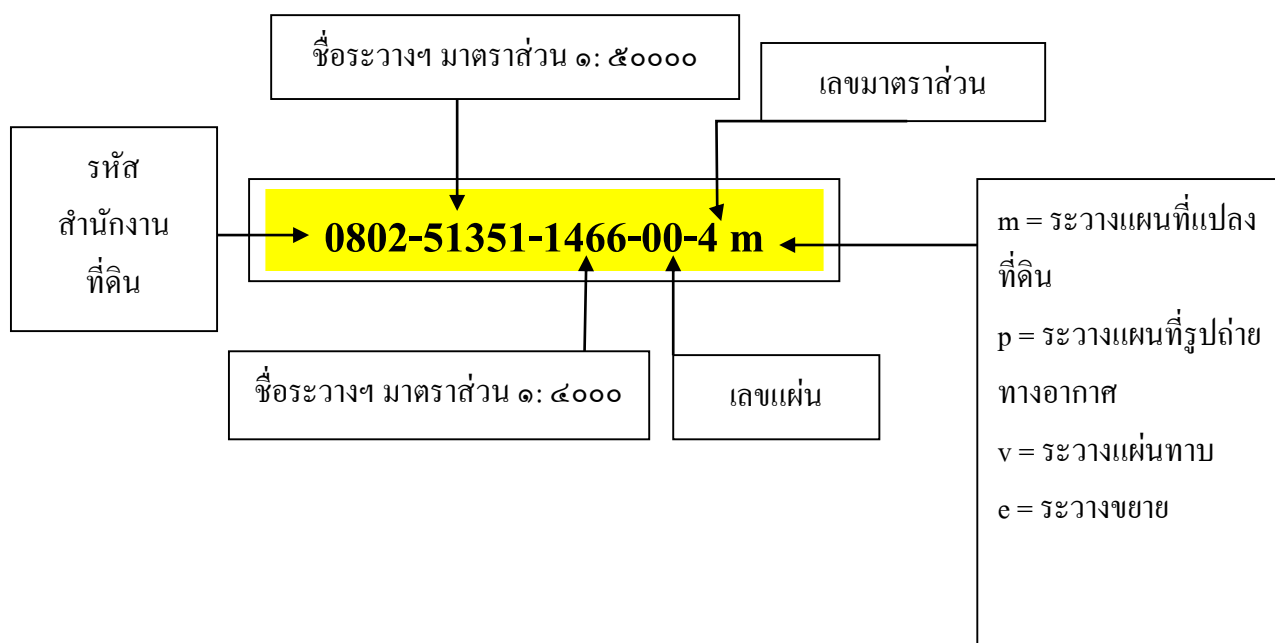 ชื่อระวางฯ มาตราส่วน ๑: ๕๐๐๐๐
เลขมาตราส่วน
รหัส
สำนักงาน
ที่ดิน
0802-51351-1466-00-4 m
m = ระวางแผนที่แปลง
ที่ดิน
p = ระวางแผนที่รูปถ่าย
ทางอากาศ
v = ระวางแผ่นทาบ
e = ระวางขยาย
ชื่อระวางฯ มาตราส่วน ๑: ๔๐๐๐
เลขแผ่น